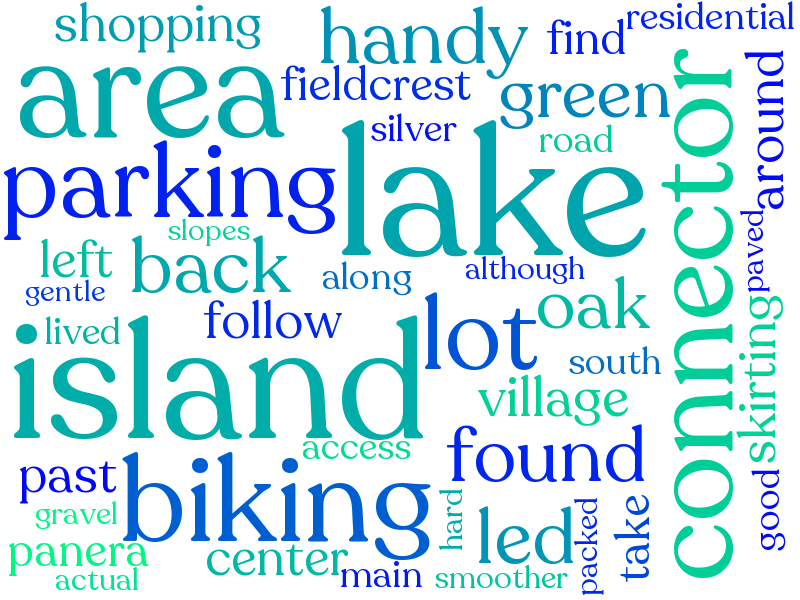 shopping
handy
find
residential
area
fieldcrest
green
silver
road
around
parking
lake
connector
slopes
paved
left
back
along
although
gentle
oak
lived
follow
lot
skirting
island
south
village
access
found
past
biking
good
gravel
hard
packed
take
led
panera
center
main
smoother
actual